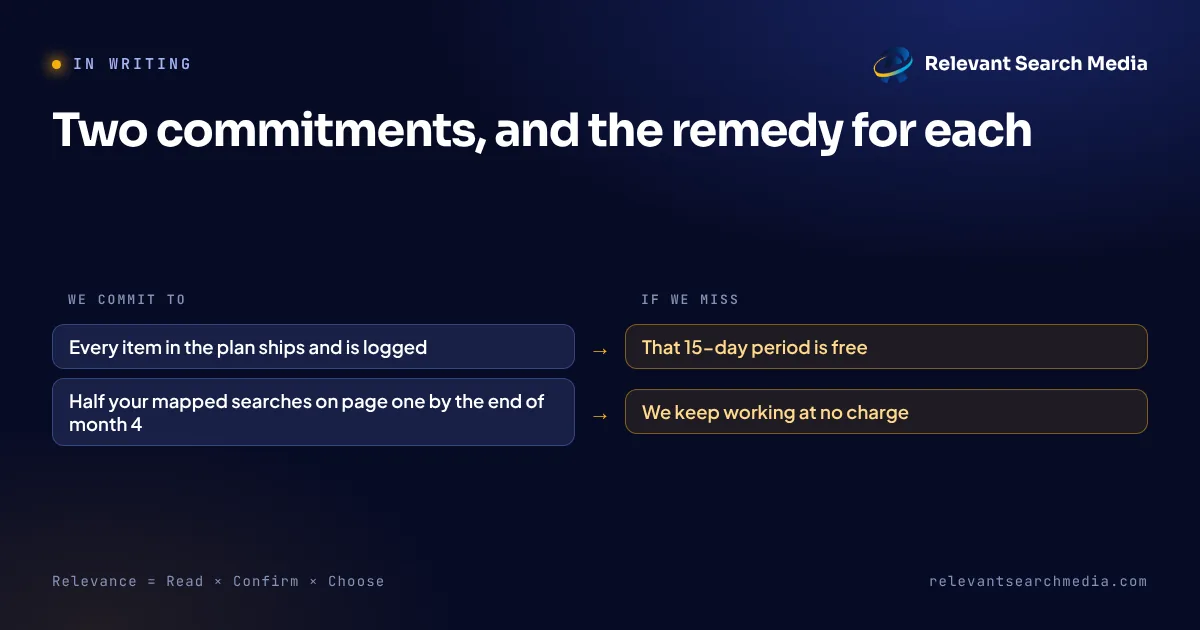 IN WRITING
Relevant Search Media
Two commitments, and the remedy for each
WE COMMIT TO
IF WE MISS
Every item in the plan ships and is logged
→
That 15-day period is free
Half your mapped searches on page one by the end of
month 4
→
We keep working at no charge
Relevance = Read × Confirm × Choose
relevantsearchmedia.com